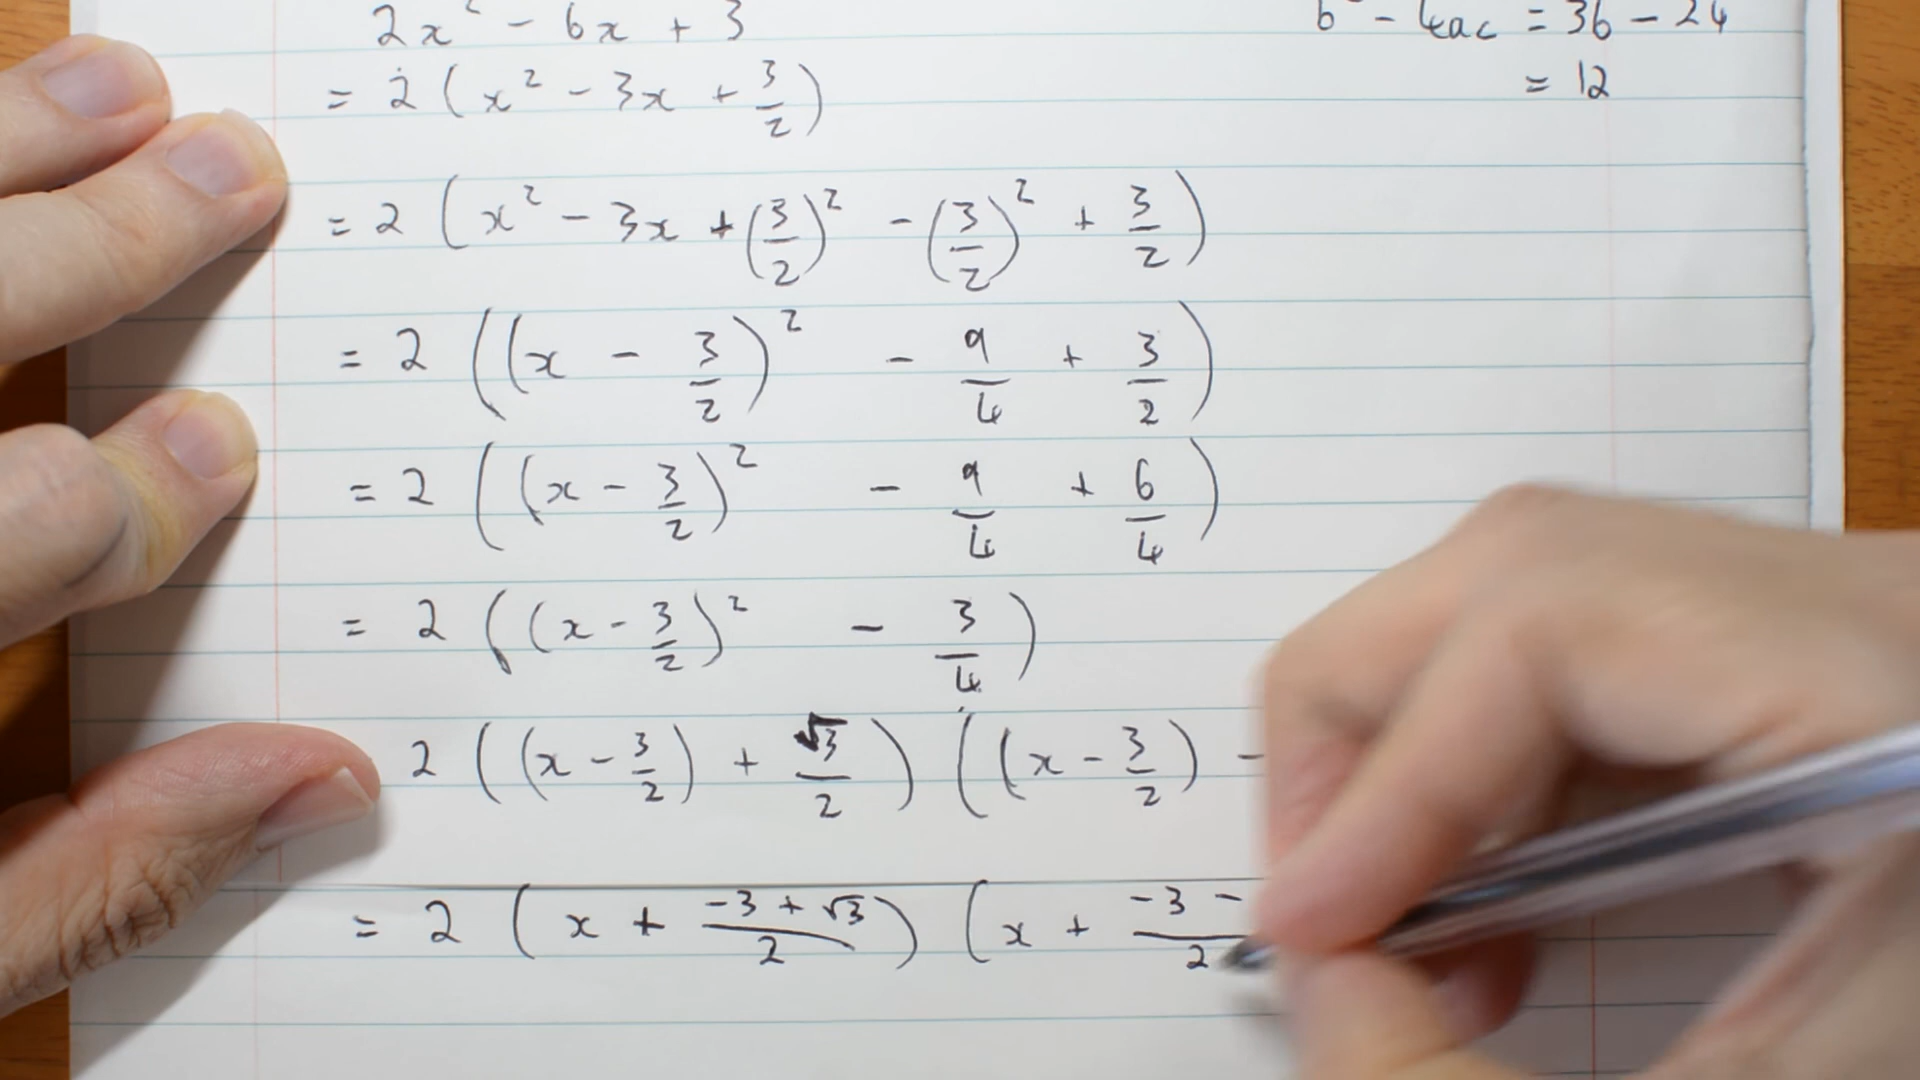 2x² - 6x + 3
b² - 4ac = 36 - 24
= 2 (x² - 3x + 3/2)
= 12
= 2 (x² - 3x + (3/2)² - (3/2)² + 3/2)
= 2 ((x - 3/2)² - 9/4 + 3/2)
= 2 ((x - 3/2)² - 9/4 + 6/4)
= 2 ((x - 3/2)² - 3/4)
2 ((x - 3/2) + √3/2) ((x - 3/2) -
= 2 (x + -3 + √3/2) (x + -3 - /2